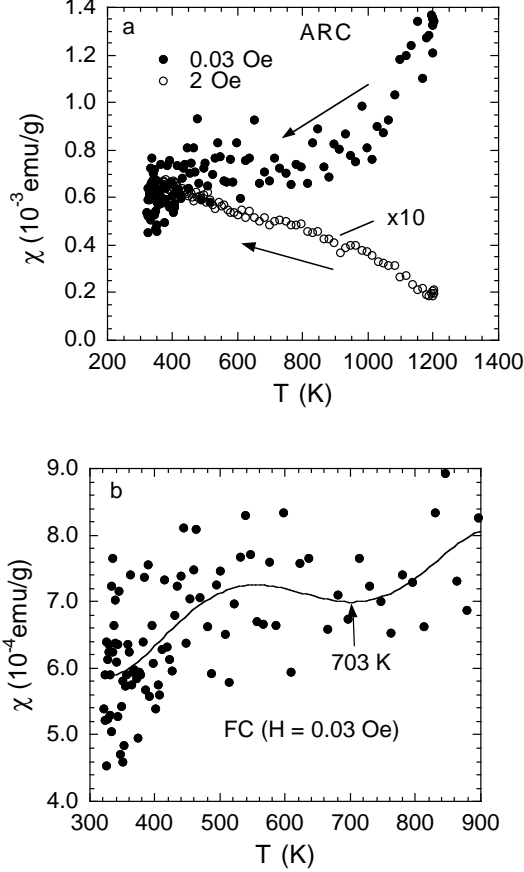 1.4
a
ARC
0.03 Oe
2 Oe
1.2
1.0
0.8
0.6
0.4
0.2
0.0
x10
χ (10⁻³emu/g)
200 400 600 800 1000 1200 1400
T (K)
9.0
b
8.0
7.0
6.0
5.0
4.0
703 K
FC (H = 0.03 Oe)
χ (10⁻⁴emu/g)
300 400 500 600 700 800 900
T (K)